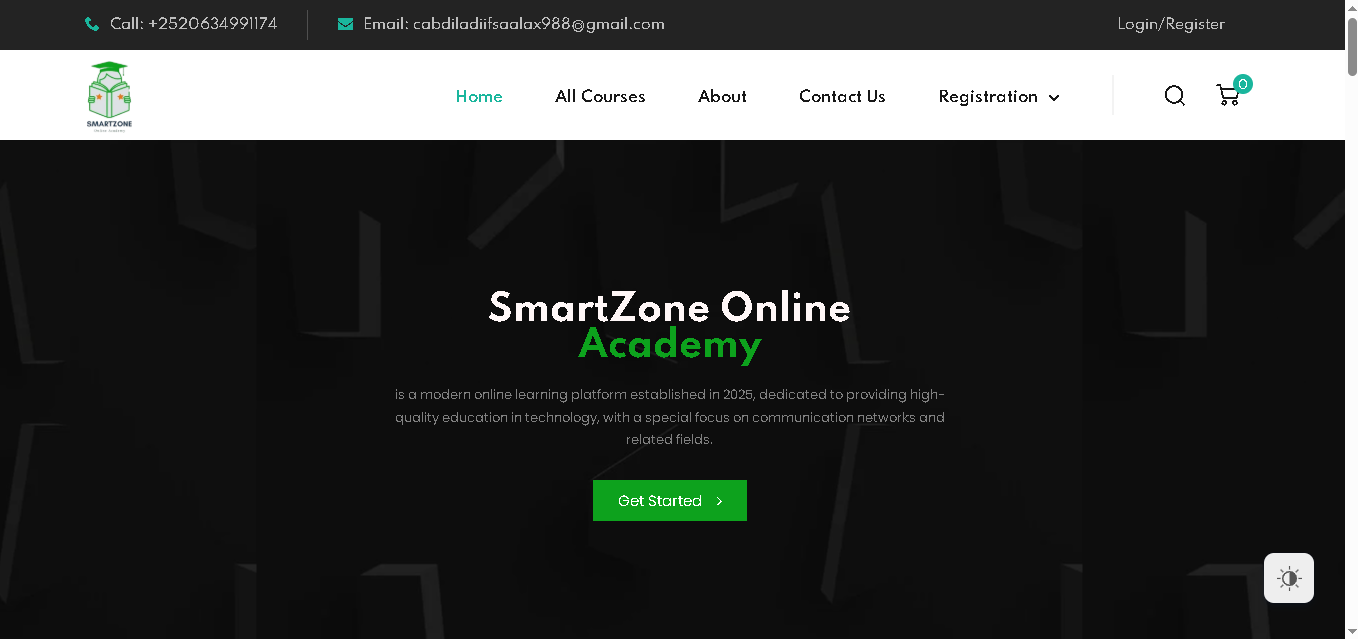 Call: +2520634991174
Email: cabdiladiifsaalax988@gmail.com
Login/Register
SMARTZONE
Online Academy
Home
All Courses
About
Contact Us
Registration
0
SmartZone Online
Academy
is a modern online learning platform established in 2025, dedicated to providing high-
quality education in technology, with a special focus on communication networks and
related fields.
Get Started